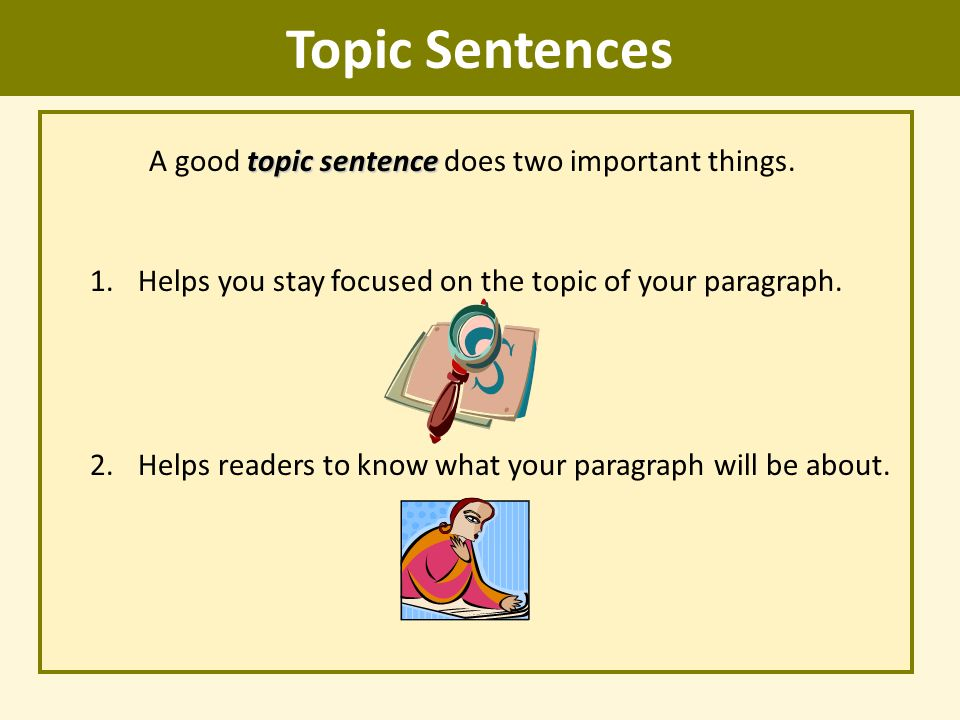 Topic Sentences
A good topic sentence does two important things.
1. Helps you stay focused on the topic of your paragraph.
2. Helps readers to know what your paragraph will be about.